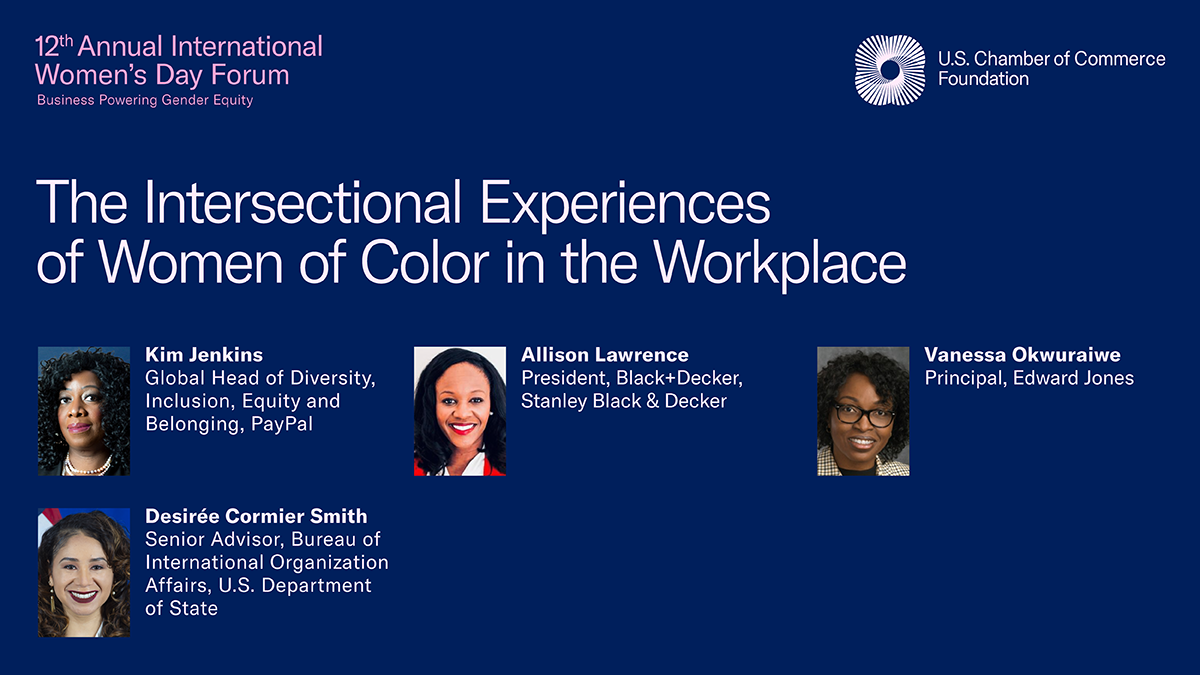 12th Annual International
Women's Day Forum
Business Powering Gender Equity
U.S. Chamber of Commerce
Foundation
The Intersectional Experiences
of Women of Color in the Workplace
Kim Jenkins
Global Head of Diversity,
Inclusion, Equity and
Belonging, PayPal
Allison Lawrence
President, Black+Decker,
Stanley Black & Decker
Vanessa Okwuraiwe
Principal, Edward Jones
Desirée Cormier Smith
Senior Advisor, Bureau of
International Organization
Affairs, U.S. Department
of State